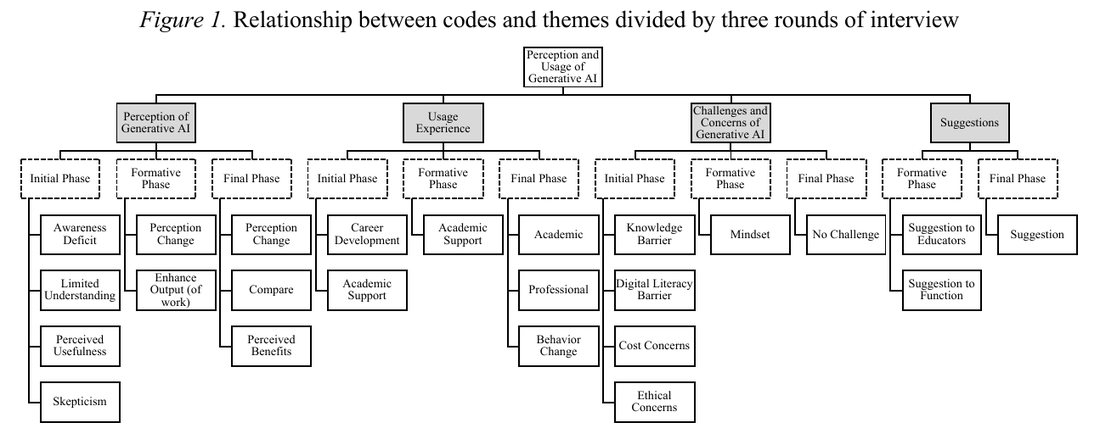 Figure 1. Relationship between codes and themes divided by three rounds of interview
Perception and
Usage of
Generative AI
Perception of
Generative AI
Usage
Experience
Challenges and
Concerns of
Generative AI
Suggestions
Initial Phase
Formative
Phase
Final Phase
Initial Phase
Formative
Phase
Final Phase
Initial Phase
Formative
Phase
Final Phase
Formative
Phase
Final Phase
Awareness
Deficit
Perception
Change
Perception
Change
Career
Development
Academic
Support
Academic
Knowledge
Barrier
Mindset
No Challenge
Suggestion to
Educators
Suggestion
Limited
Understanding
Enhance
Output (of
work)
Compare
Academic
Support
Professional
Digital Literacy
Barrier
Suggestion to
Function
Perceived
Usefulness
Perceived
Benefits
Behavior
Change
Cost Concerns
Skepticism
Ethical
Concerns